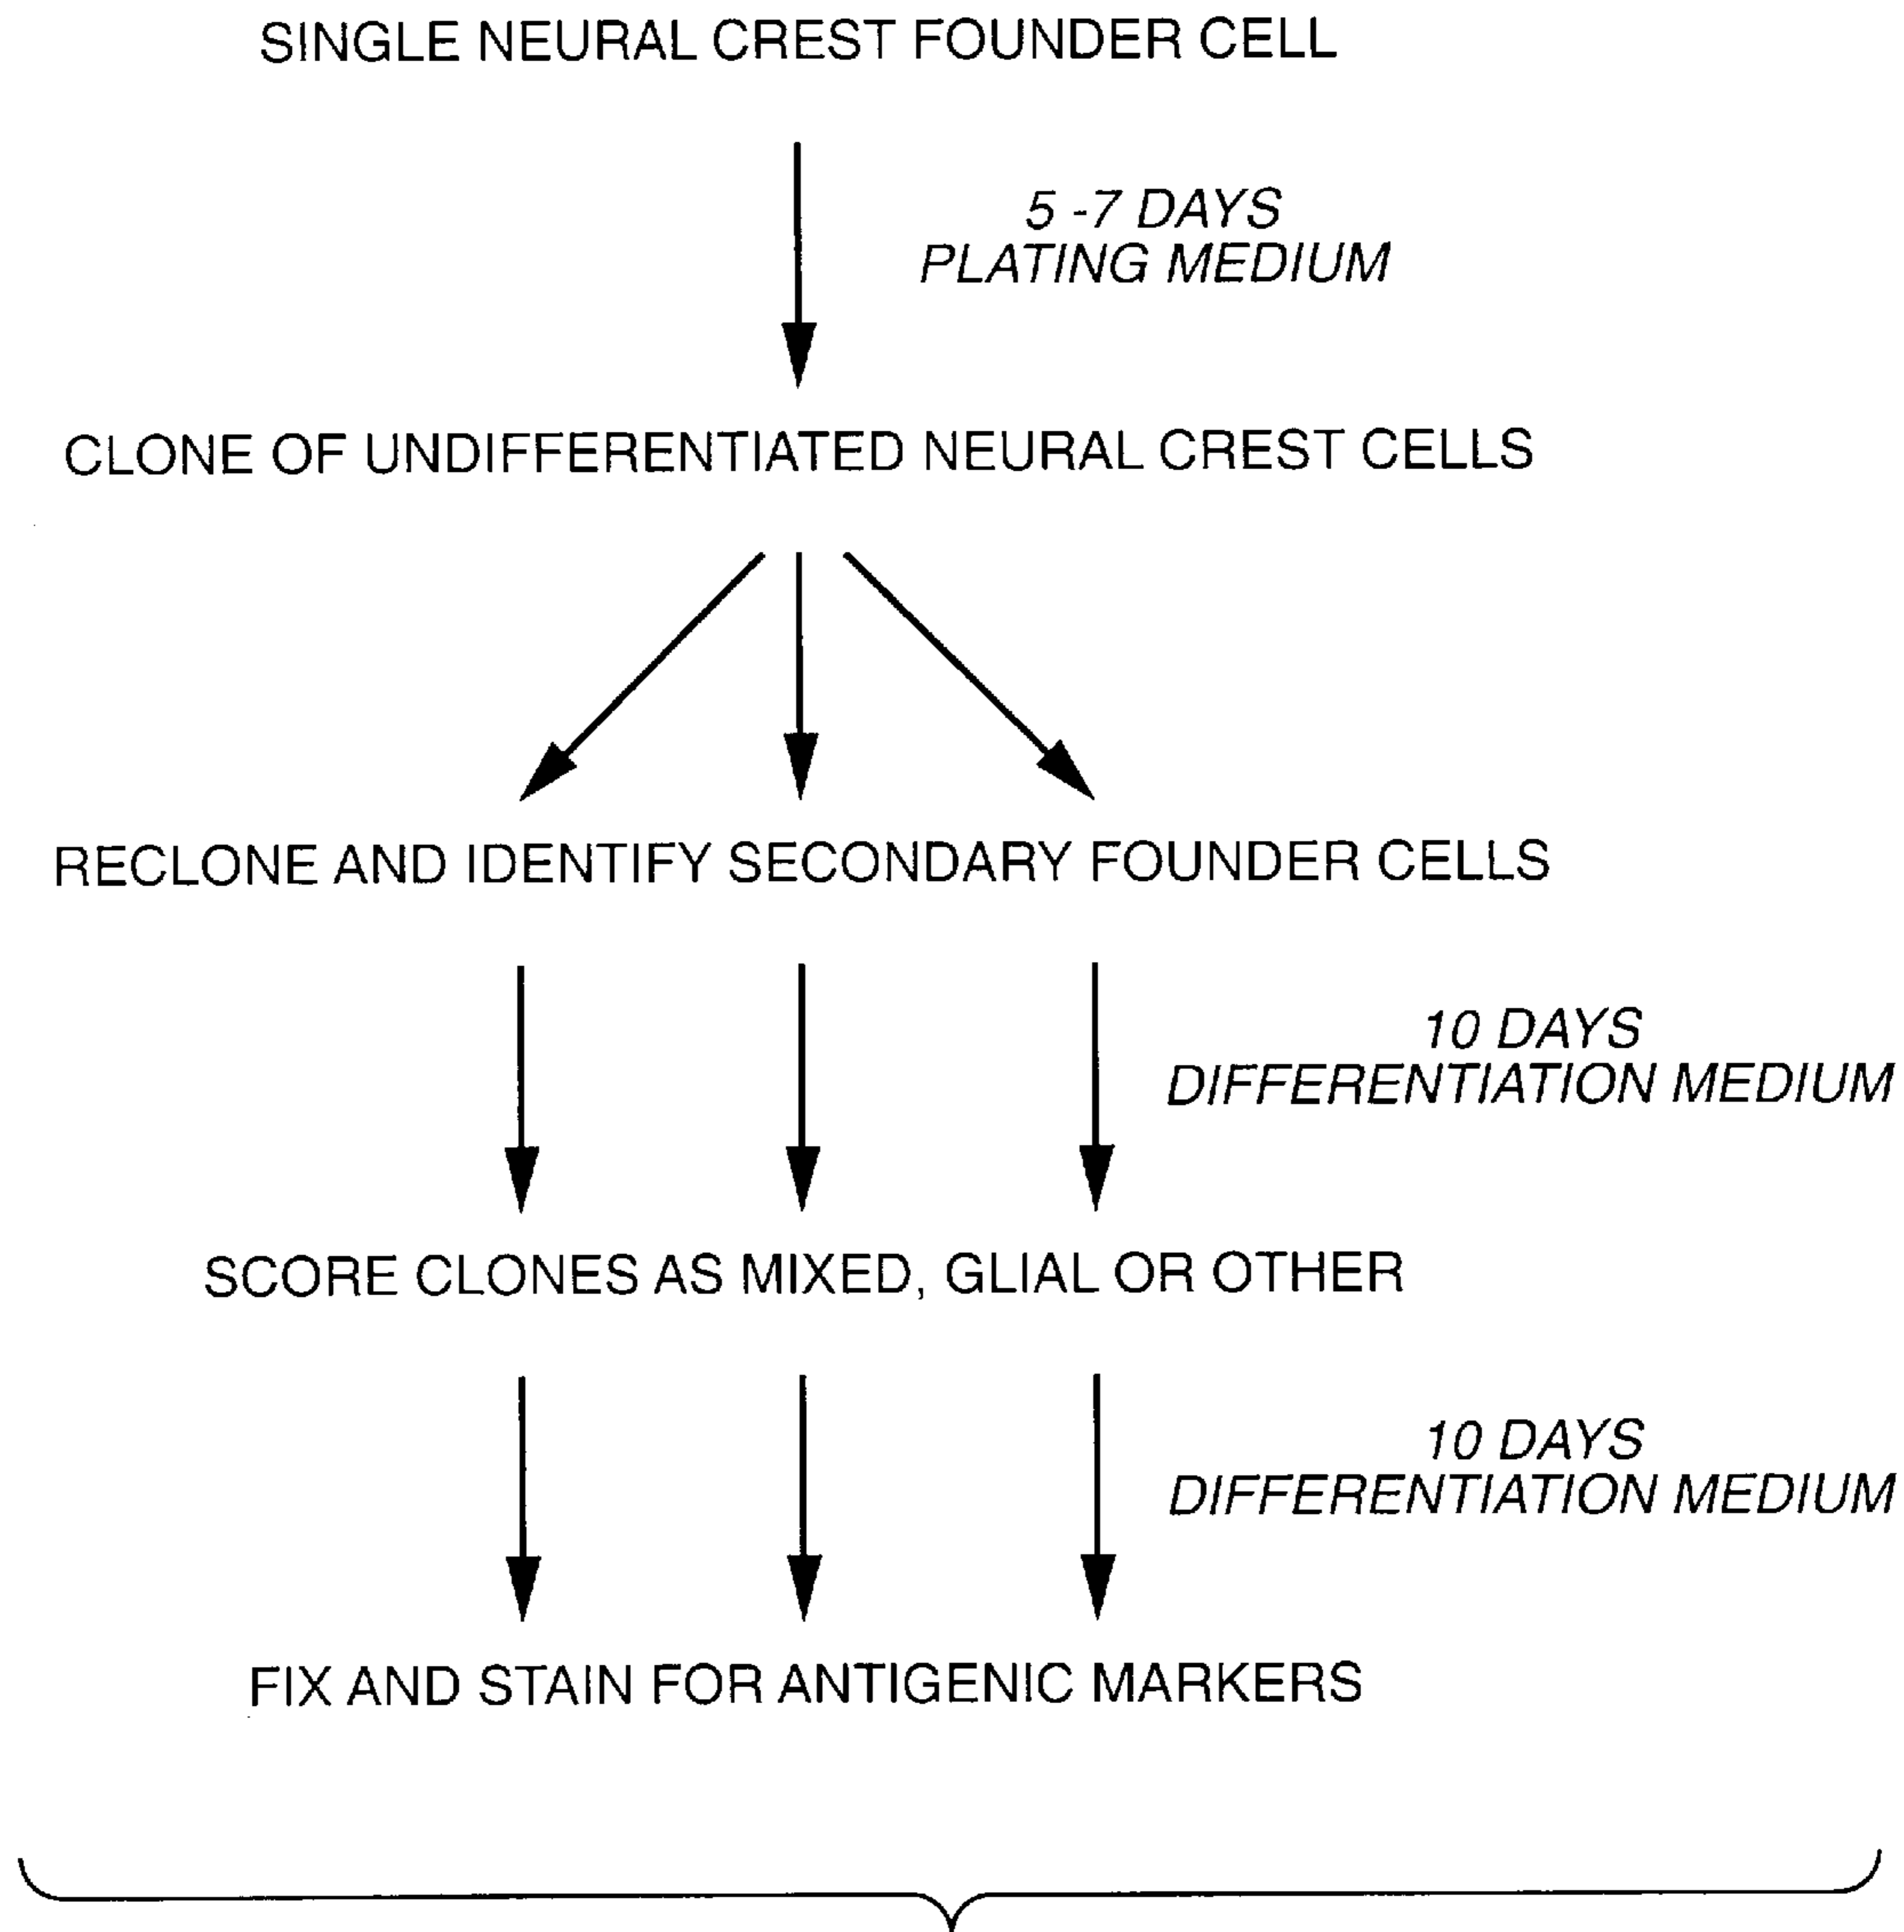 SINGLE NEURAL CREST FOUNDER CELL
5 -7 DAYS
PLATING MEDIUM
CLONE OF UNDIFFERENTIATED NEURAL CREST CELLS
RECLONE AND IDENTIFY SECONDARY FOUNDER CELLS
10 DAYS
DIFFERENTIATION MEDIUM
SCORE CLONES AS MIXED, GLIAL OR OTHER
10 DAYS
DIFFERENTIATION MEDIUM
FIX AND STAIN FOR ANTIGENIC MARKERS